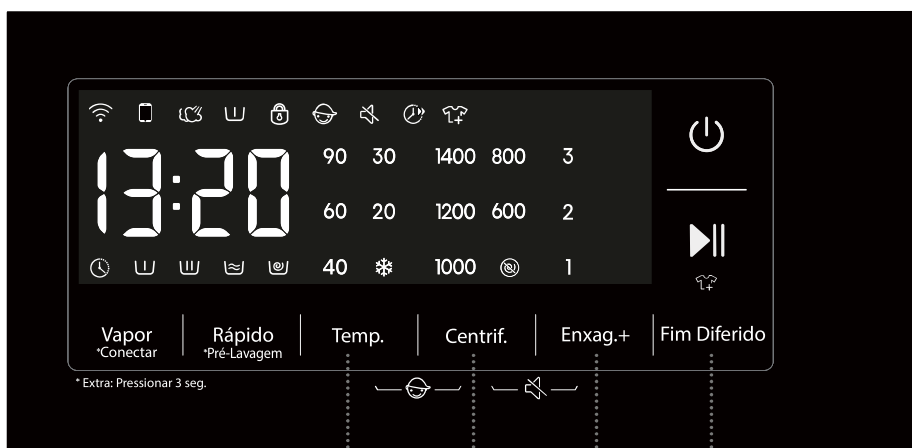 13:20
90 30 1400 800 3
60 20 1200 600 2
40 1000 1
Vapor
*Conectar
Rápido
*Pré-Lavagem
Temp.
Centrif.
Enxag.+
Fim Diferido
* Extra: Pressionar 3 seg.